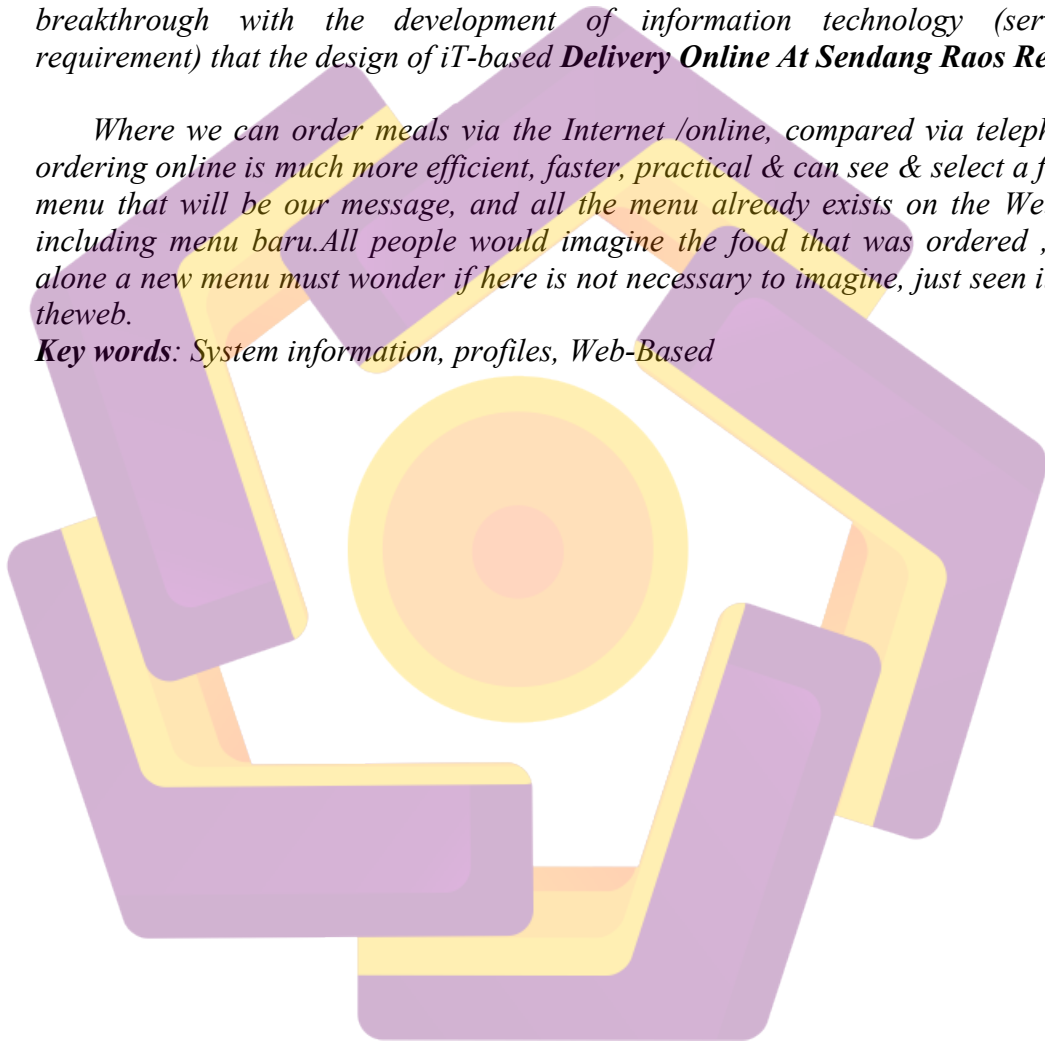 breakthrough with the development of information technology (ser
requirement) that the design of iT-based Delivery Online At Sendang Raos Re
Where we can order meals via the Internet /online, compared via teleph
ordering online is much more efficient, faster, practical & can see & select a f
menu that will be our message, and all the menu already exists on the We
including menu baru.All people would imagine the food that was ordered ,
alone a new menu must wonder if here is not necessary to imagine, just seen i
theweb.
Key words: System information, profiles, Web-Based